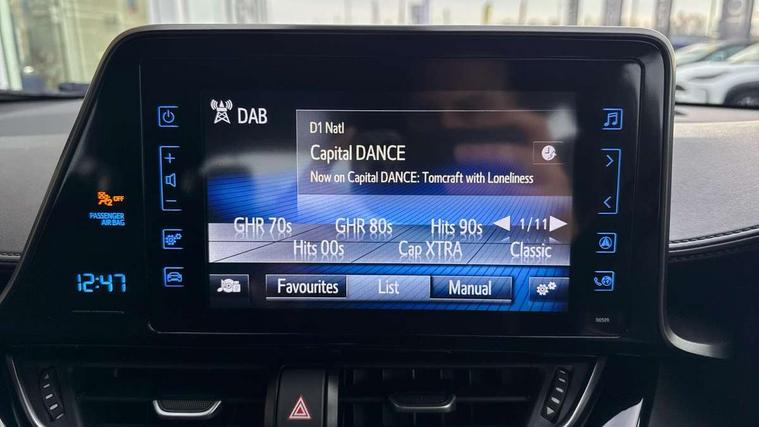 DAB
D1 Natl
Capital DANCE
Now on Capital DANCE: Tomcraft with Loneliness
GHR 70s GHR 80s Hits 90s 1/11
Hits 00s Cap XTRA Classic
Favourites List Manual
2 OFF
PASSENGER
AIR BAG
12:47